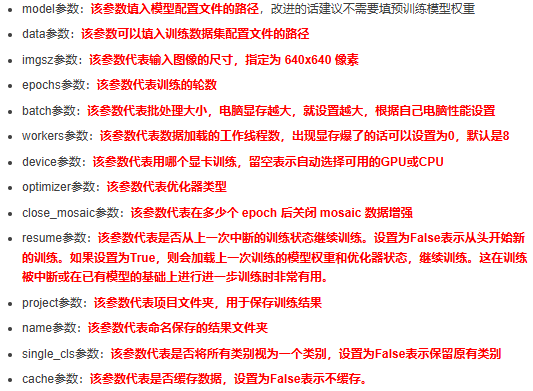 model参数：该参数填入模型配置文件的路径，改进的话建议不需要填预训练模型权重
data参数：该参数可以填入训练数据集配置文件的路径
imgsz参数：该参数代表输入图像的尺寸，指定为 640x640 像素
epochs参数：该参数代表训练的轮数
batch参数：该参数代表批处理大小，电脑显存越大，就设置越大，根据自己电脑性能设置
workers参数：该参数代表数据加载的工作线程数，出现显存爆了的话可以设置为0，默认是8
device参数：该参数代表用哪个显卡训练，留空表示自动选择可用的GPU或CPU
optimizer参数：该参数代表优化器类型
close_mosaic参数：该参数代表在多少个 epoch 后关闭 mosaic 数据增强
resume参数：该参数代表是否从上一次中断的训练状态继续训练。设置为False表示从头开始新
的训练。如果设置为True，则会加载上一次训练的模型权重和优化器状态，继续训练。这在训练
被中断或在已有模型的基础上进行进一步训练时非常有用。
project参数：该参数代表项目文件夹，用于保存训练结果
name参数：该参数代表命名保存的结果文件夹
single_cls参数：该参数代表是否将所有类别视为一个类别，设置为False表示保留原有类别
cache参数：该参数代表是否缓存数据，设置为False表示不缓存。